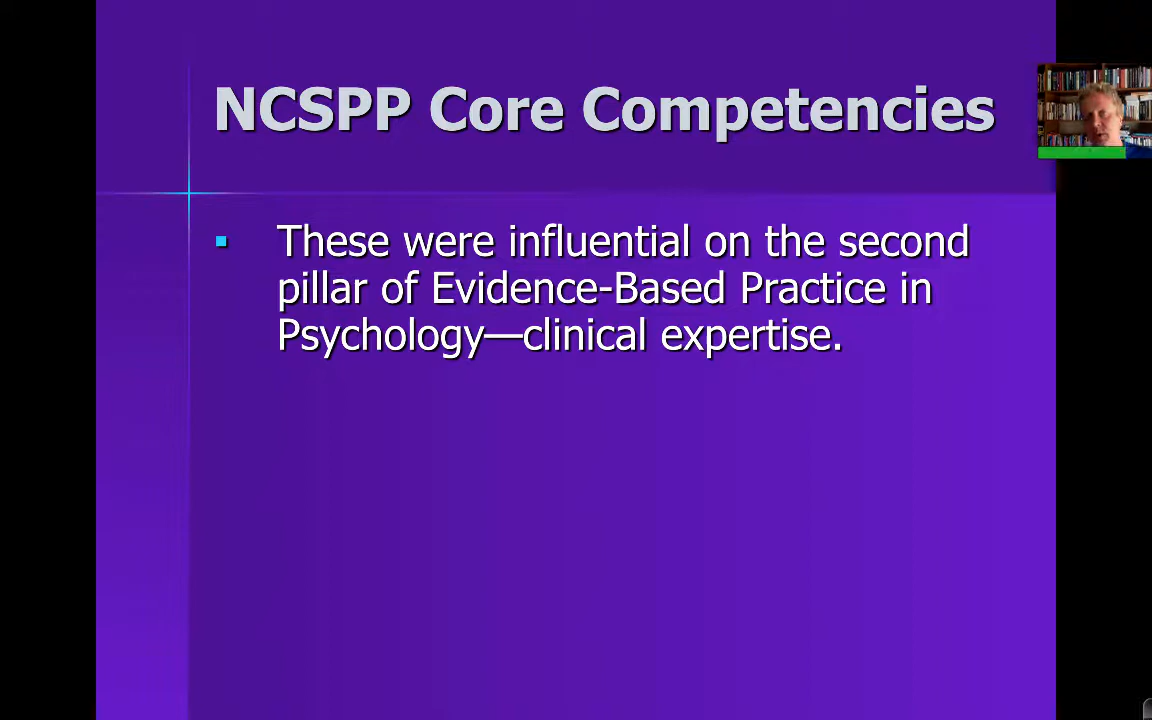 NCSPP Core Competencies
▪ These were influential on the second
pillar of Evidence-Based Practice in
Psychology—clinical expertise.